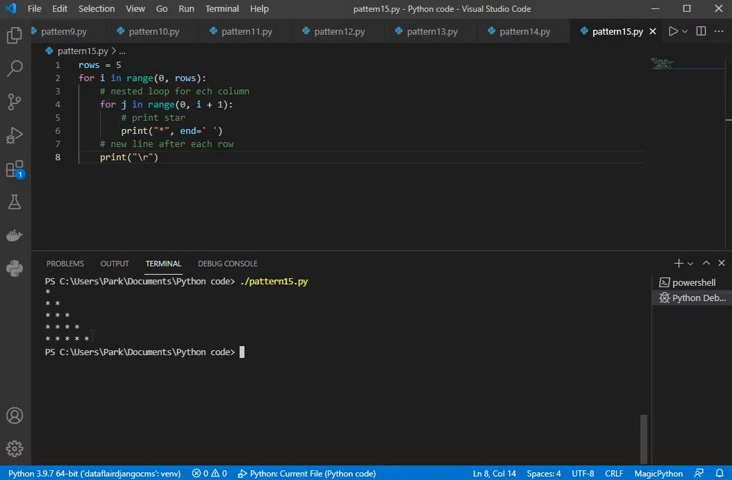 File Edit Selection View Go Run Terminal Help pattern15.py - Python code - Visual Studio Code
pattern9.py pattern10.py pattern11.py pattern12.py pattern13.py pattern14.py pattern15.py
pattern15.py > ...
1 rows = 5
2 for i in range(0, rows):
3 # nested loop for ech column
4 for j in range(0, i + 1):
5 # print star
6 print("*", end=' ')
7 # new line after each row
8 print("\r")
1
PROBLEMS OUTPUT TERMINAL DEBUG CONSOLE
PS C:\Users\Park\Documents\Python code> ./pattern15.py
*
* *
* * *
* * * *
* * * * *
PS C:\Users\Park\Documents\Python code>
powershell
Python Deb...
Python 3.9.7 64-bit ('dataflairdjangocms': venv) 0 0 Python: Current File (Python code) Ln 8, Col 14 Spaces: 4 UTF-8 CRLF MagicPython